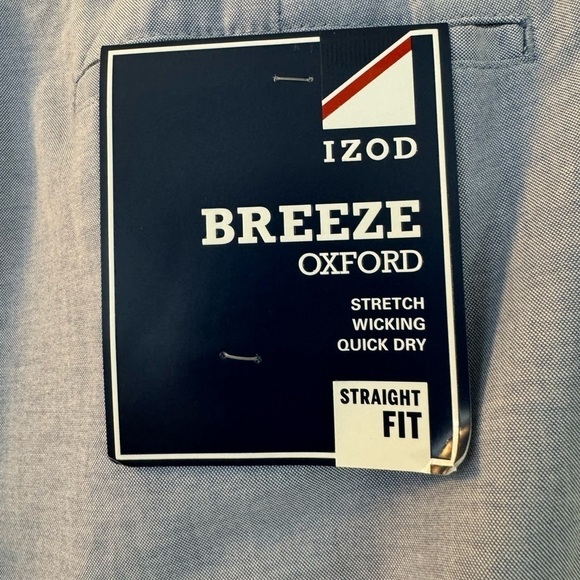 IZOD
BREEZE
OXFORD
STRETCH
WICKING
QUICK DRY
STRAIGHT
FIT